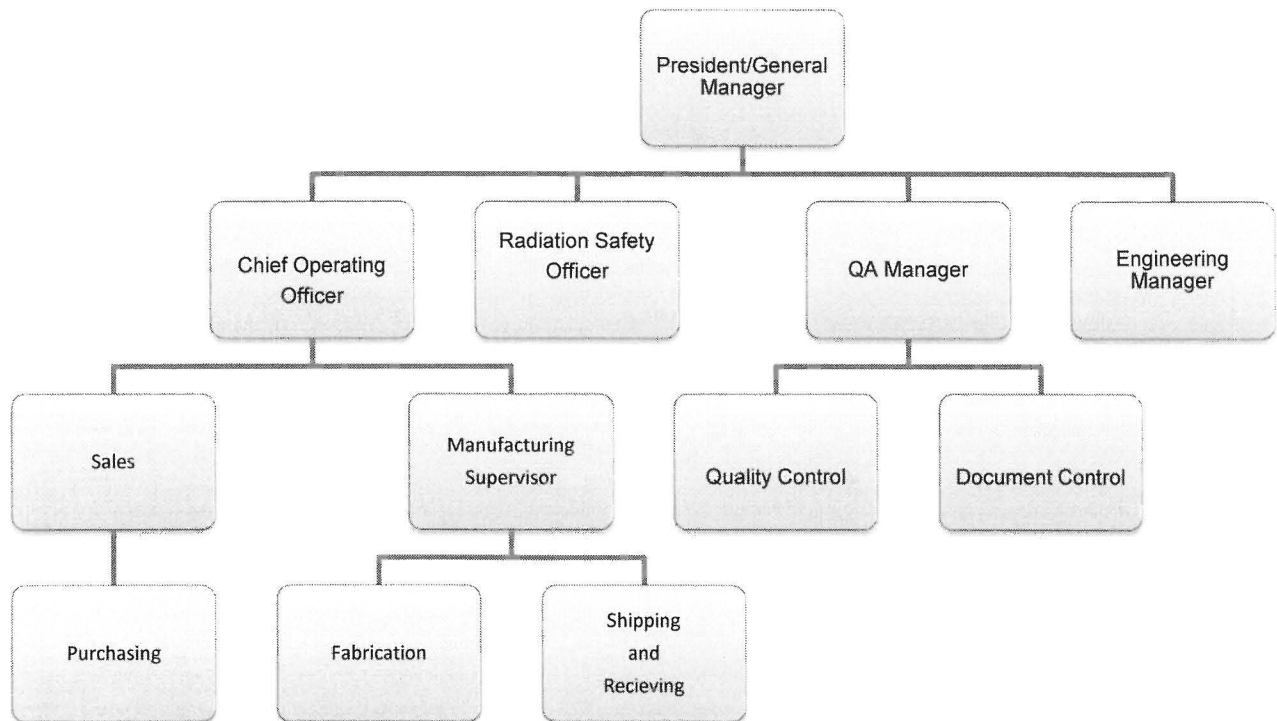 President/General
Manager
Chief Operating
Officer
Radiation Safety
Officer
QA Manager
Engineering
Manager
Sales
Manufacturing
Supervisor
Quality Control
Document Control
Purchasing
Fabrication
Shipping
and
Recieving